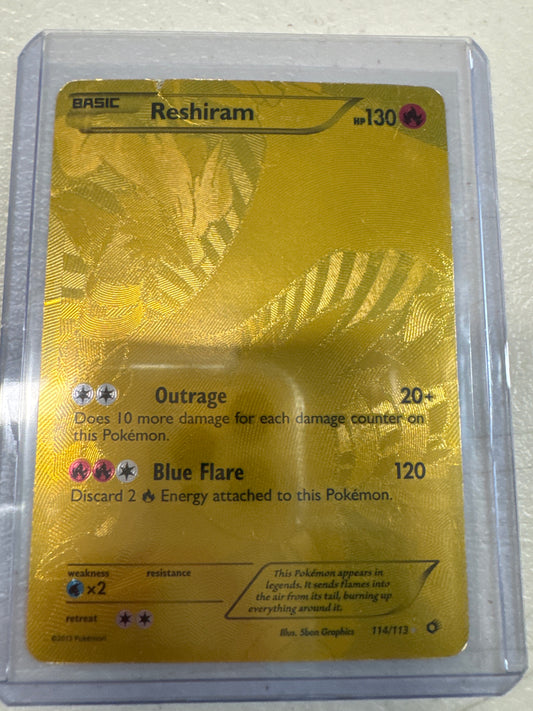 BASIC Reshiram HP130
Outrage 20+
Does 10 more damage for each damage counter on
this Pokémon.
Blue Flare 120
Discard 2 Energy attached to this Pokémon.
weakness resistance
×2
retreat
This Pokémon appears in
legends. It sends flames into
the air from its tail, burning up
everything around it.
Illus. 5ban Graphics 114/113
©2013 Pokémon